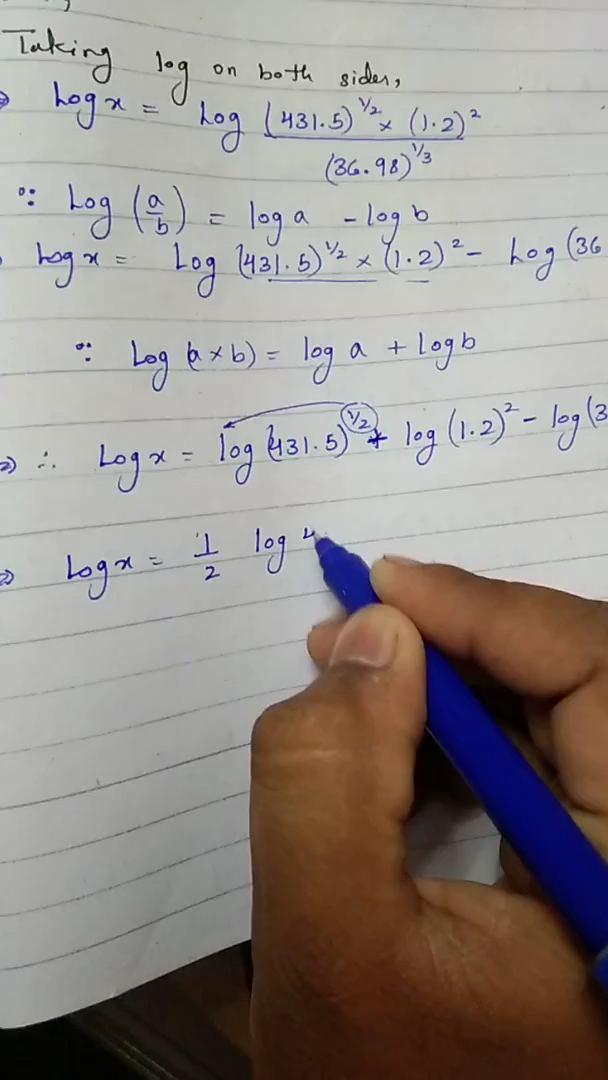 Taking log on both sides,
Log x = Log (431.5)^1/2 × (1.2)^2 / (36.98)^1/3
∵ Log (a/b) = log a - log b
Log x = Log (431.5)^1/2 × (1.2)^2 - Log (36
∵ Log (a × b) = log a + log b
∴ Log x = log (431.5)^1/2 + log (1.2)^2 - log (3
⇒ Log x = 1/2 log 4